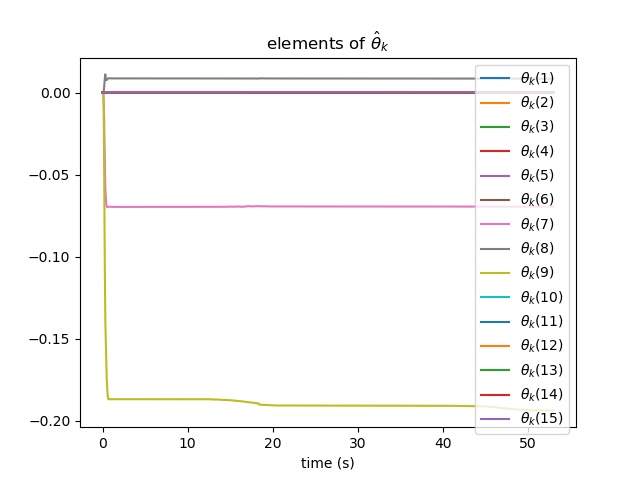 elements of θ̂ₖ
0.00
−0.05
−0.10
−0.15
−0.20
0
10
20
30
40
50
time (s)
θₖ(1)
θₖ(2)
θₖ(3)
θₖ(4)
θₖ(5)
θₖ(6)
θₖ(7)
θₖ(8)
θₖ(9)
θₖ(10)
θₖ(11)
θₖ(12)
θₖ(13)
θₖ(14)
θₖ(15)